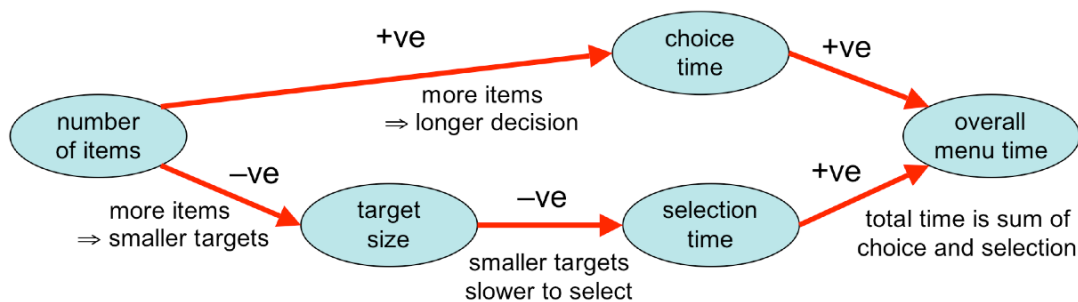 +ve
choice
time
+ve
more items
⇒ longer decision
number
of items
overall
menu time
–ve
–ve
+ve
more items
⇒ smaller targets
target
size
selection
time
smaller targets
slower to select
total time is sum of
choice and selection